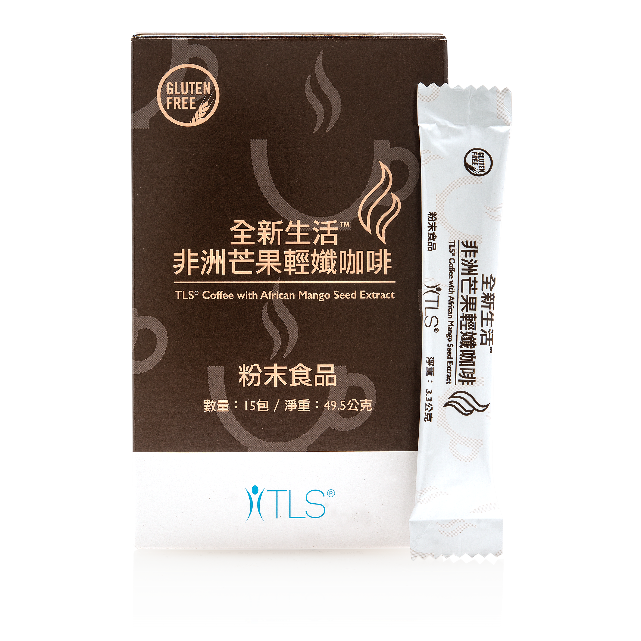 GLUTEN
FREE
全新生活™
非洲芒果輕孅咖啡
TLS® Coffee with African Mango Seed Extract
粉末食品
數量：15包 / 淨重：49.5公克
TLS®
GLUTEN
FREE
全新生活™
非洲芒果輕孅咖啡
TLS® Coffee with African Mango Seed Extract
粉末食品
TLS®
淨重：3.3公克